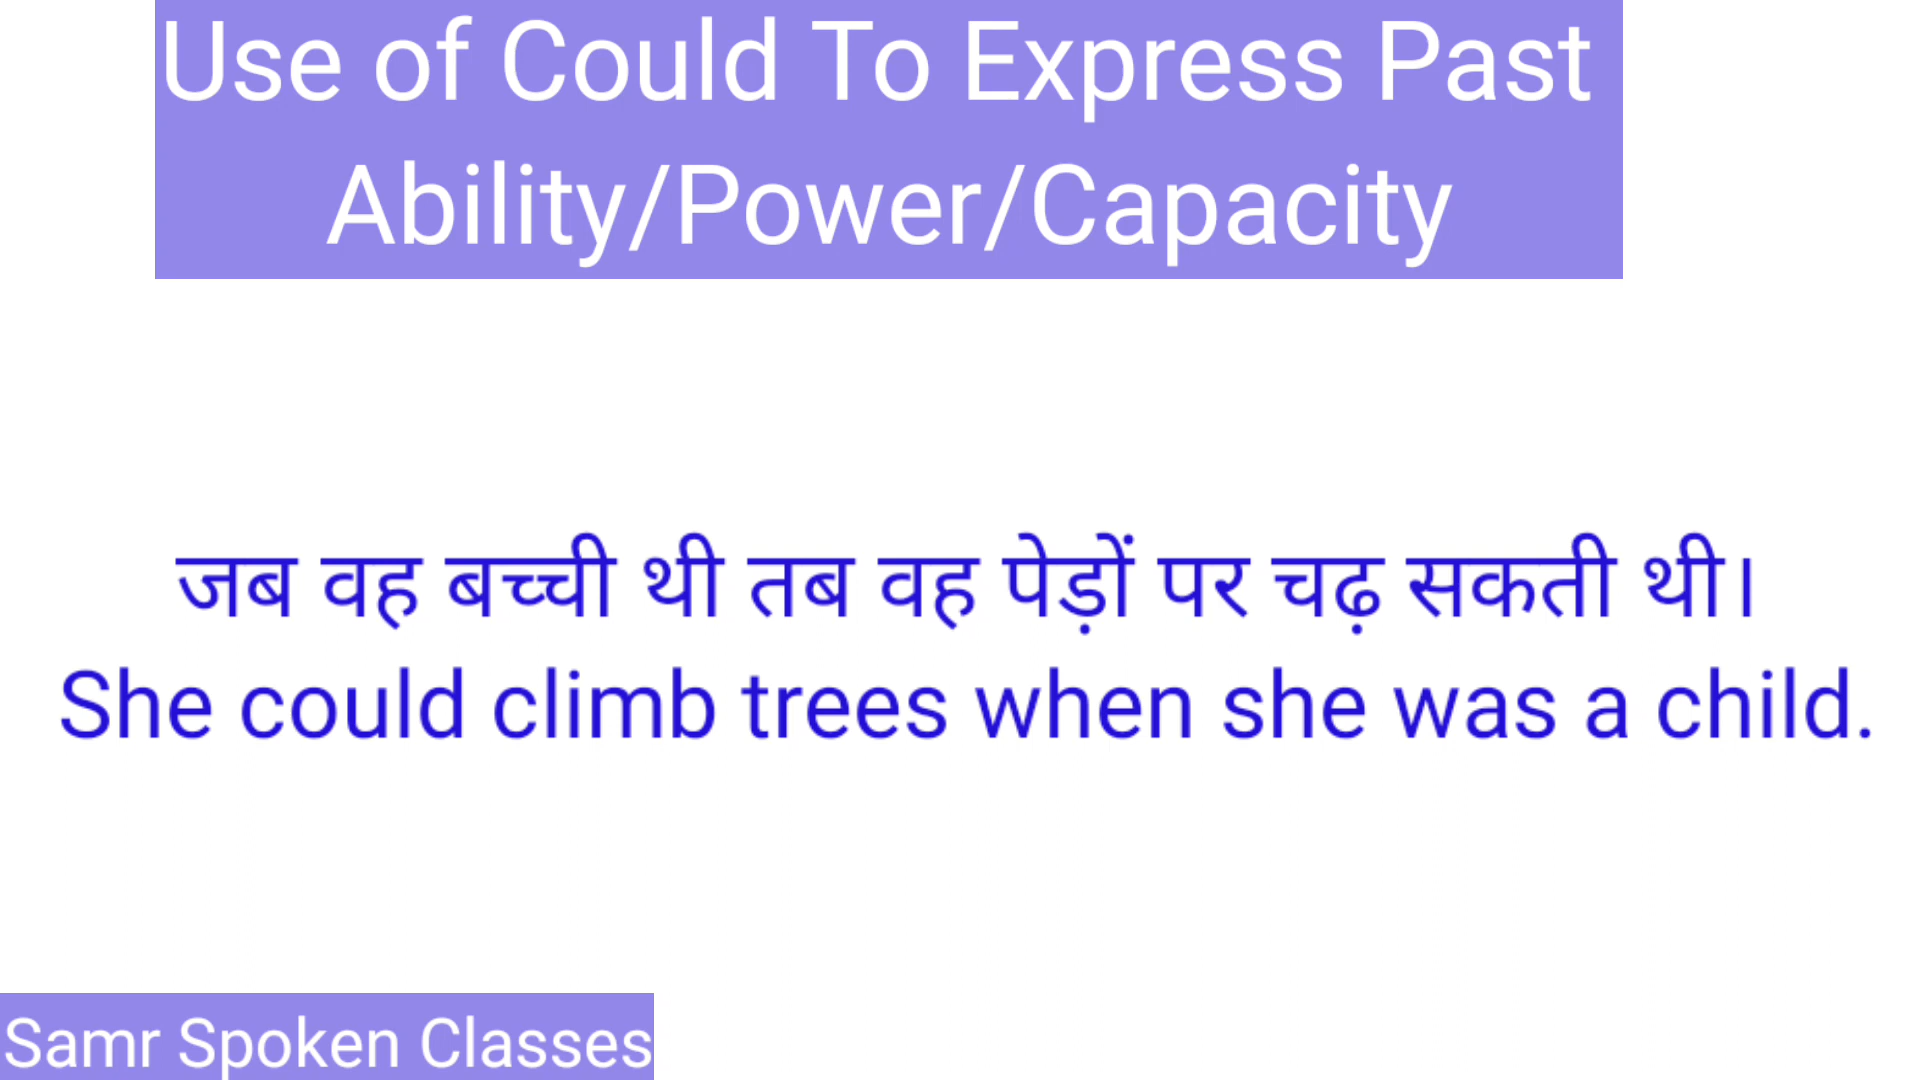 Use of Could To Express Past
Ability/Power/Capacity
जब वह बच्ची थी तब वह पेड़ों पर चढ़ सकती थी।
She could climb trees when she was a child.
Samr Spoken Classes